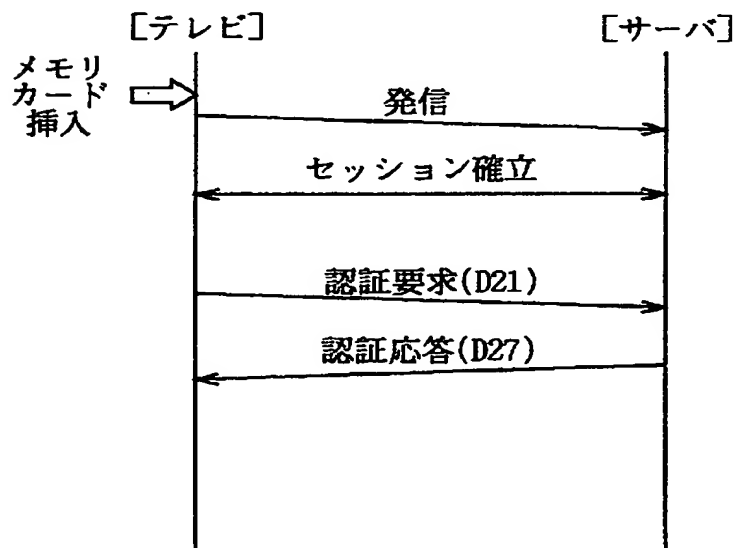 [テレビ]
[サーバ]
メモリ
カード
挿入
発信
セッション確立
認証要求(D21)
認証応答(D27)